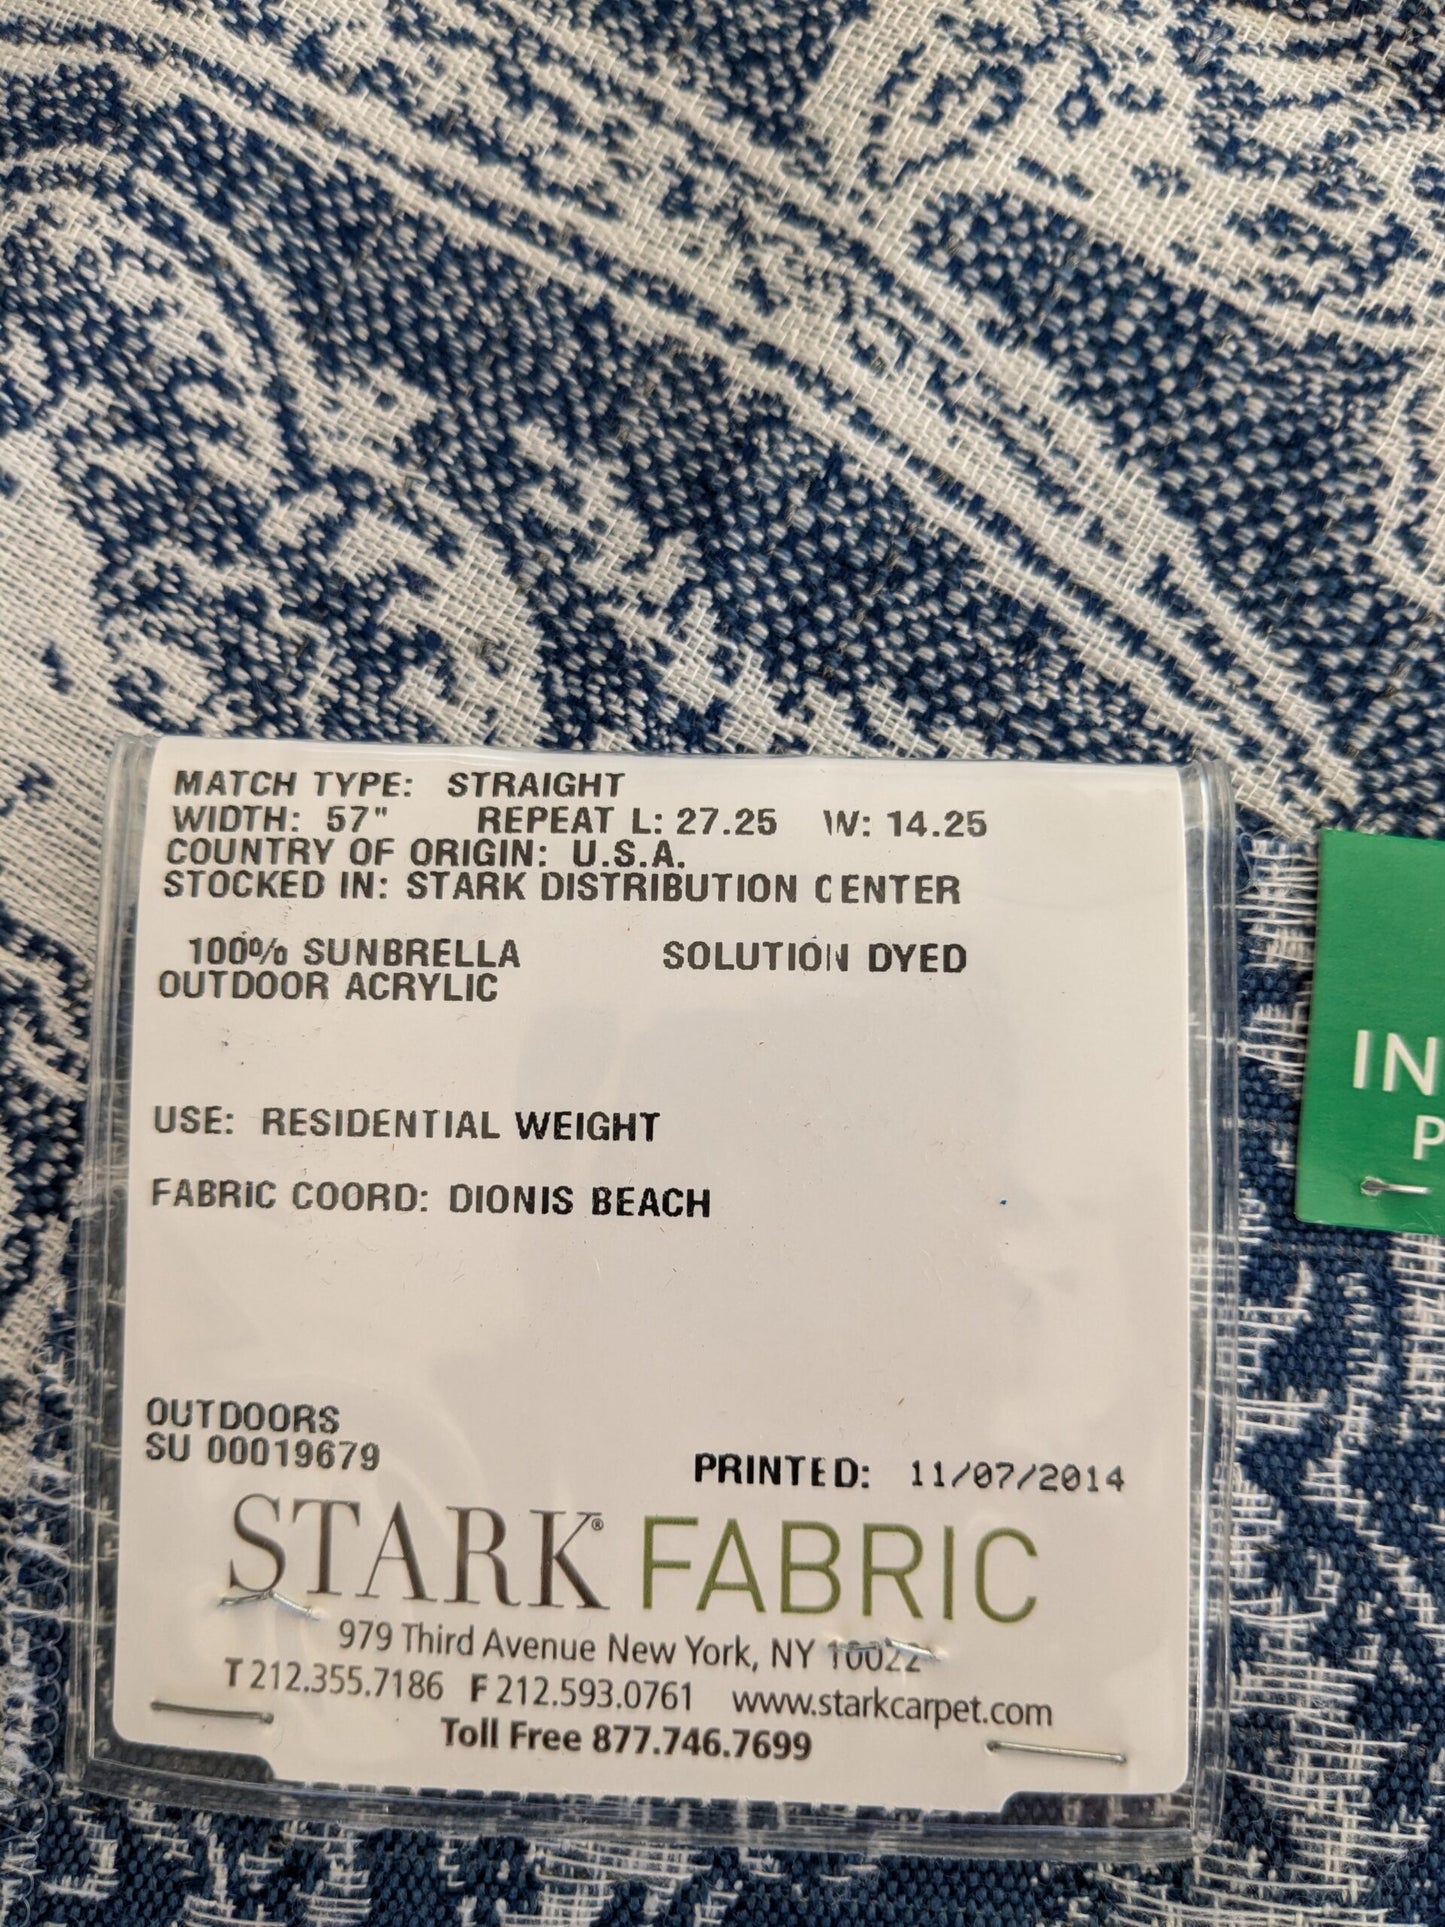 MATCH TYPE: STRAIGHT
WIDTH: 57" REPEAT L: 27.25 W: 14.25
COUNTRY OF ORIGIN: U.S.A.
STOCKED IN: STARK DISTRIBUTION CENTER
100% SUNBRELLA SOLUTION DYED
OUTDOOR ACRYLIC
USE: RESIDENTIAL WEIGHT
FABRIC COORD: DIONIS BEACH
OUTDOORS
SU 00019679
PRINTED: 11/07/2014
STARK® FABRIC
979 Third Avenue New York, NY 10022
T 212.355.7186 F 212.593.0761 www.starkcarpet.com
Toll Free 877.746.7699
IN
P